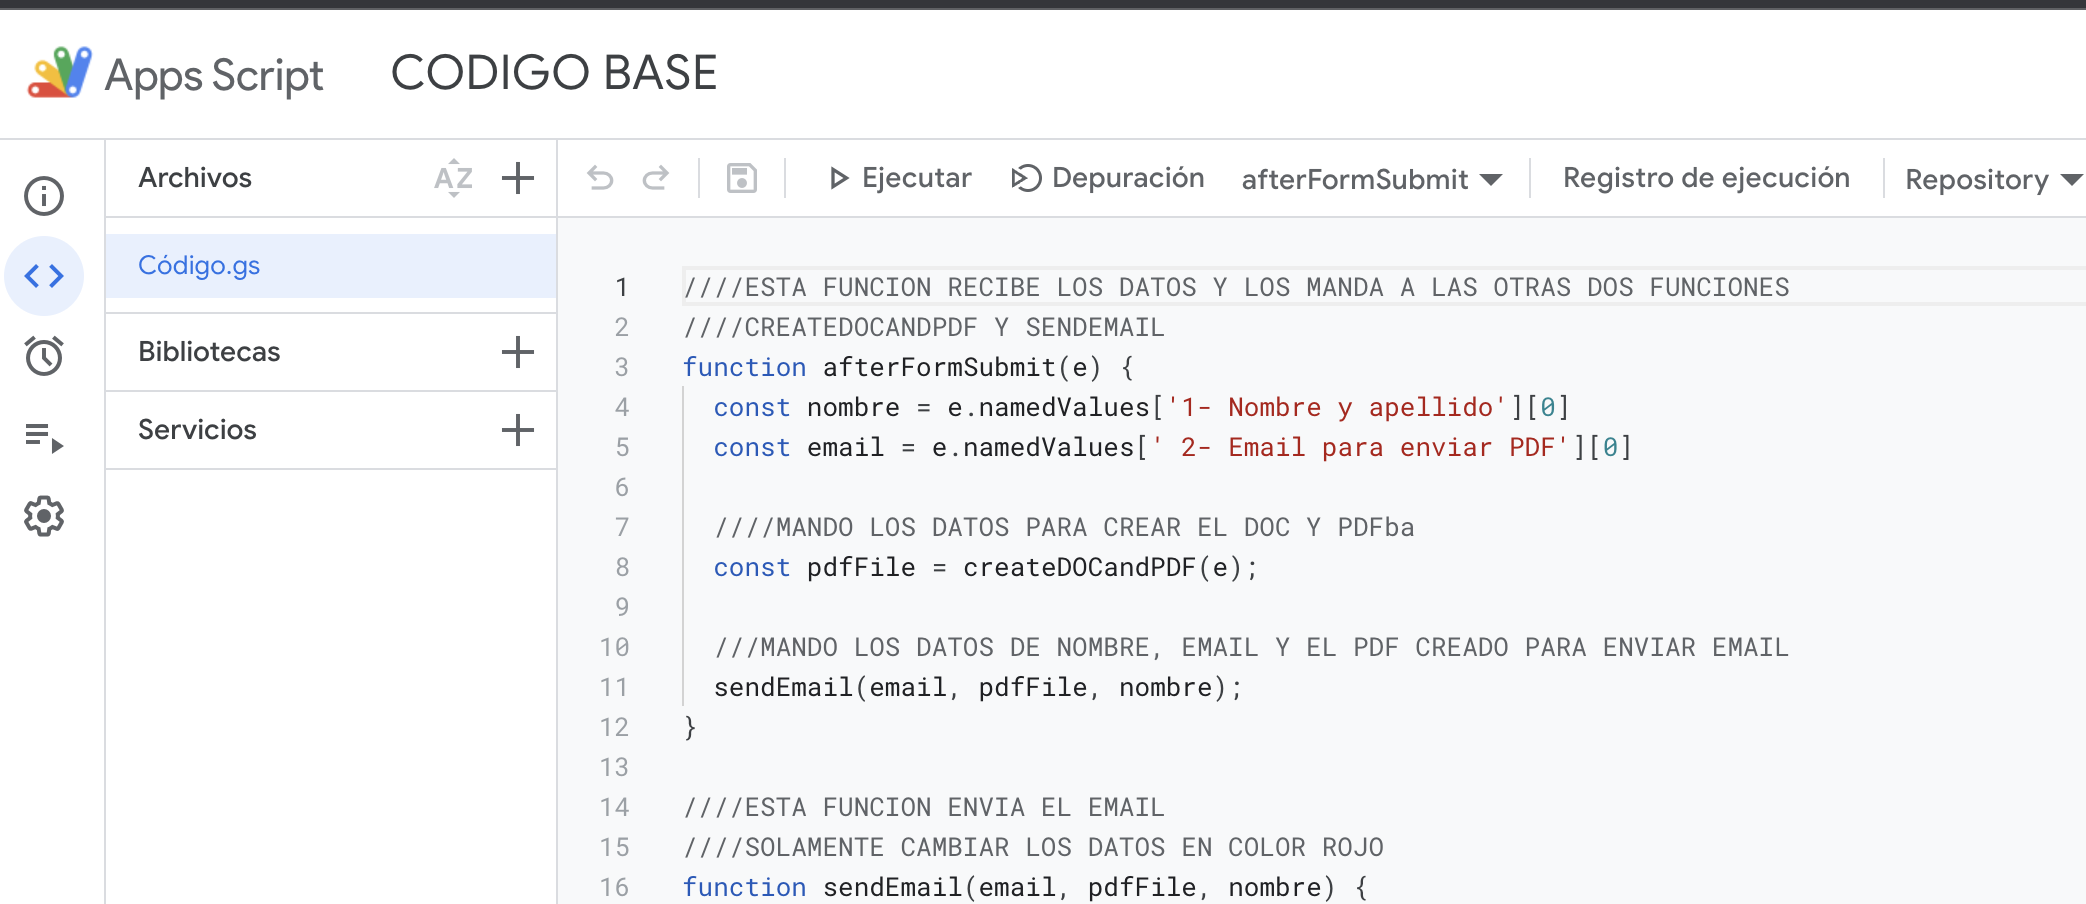 Apps Script CODIGO BASE
Archivos AZ
Ejecutar Depuración afterFormSubmit Registro de ejecución Repository
Código.gs
Bibliotecas
Servicios
1 ////ESTA FUNCION RECIBE LOS DATOS Y LOS MANDA A LAS OTRAS DOS FUNCIONES
2 ////CREATEDOCANDPDF Y SENDEMAIL
3 function afterFormSubmit(e) {
4 const nombre = e.namedValues['1- Nombre y apellido'][0]
5 const email = e.namedValues[' 2- Email para enviar PDF'][0]
6
7 ////MANDO LOS DATOS PARA CREAR EL DOC Y PDFba
8 const pdfFile = createDOCandPDF(e);
9
10 ///MANDO LOS DATOS DE NOMBRE, EMAIL Y EL PDF CREADO PARA ENVIAR EMAIL
11 sendEmail(email, pdfFile, nombre);
12 }
13
14 ////ESTA FUNCION ENVIA EL EMAIL
15 ////SOLAMENTE CAMBIAR LOS DATOS EN COLOR ROJO
16 function sendEmail(email, pdfFile, nombre) {